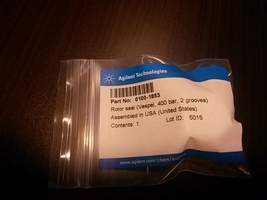 Agilent Technologies
Part No: 0100-1853
Rotor seal (Vespel, 400 bar, 2 grooves)
Assembled in USA (United States)
Contents: 1 Lot ID: 5015
www.agilent.com/chem/